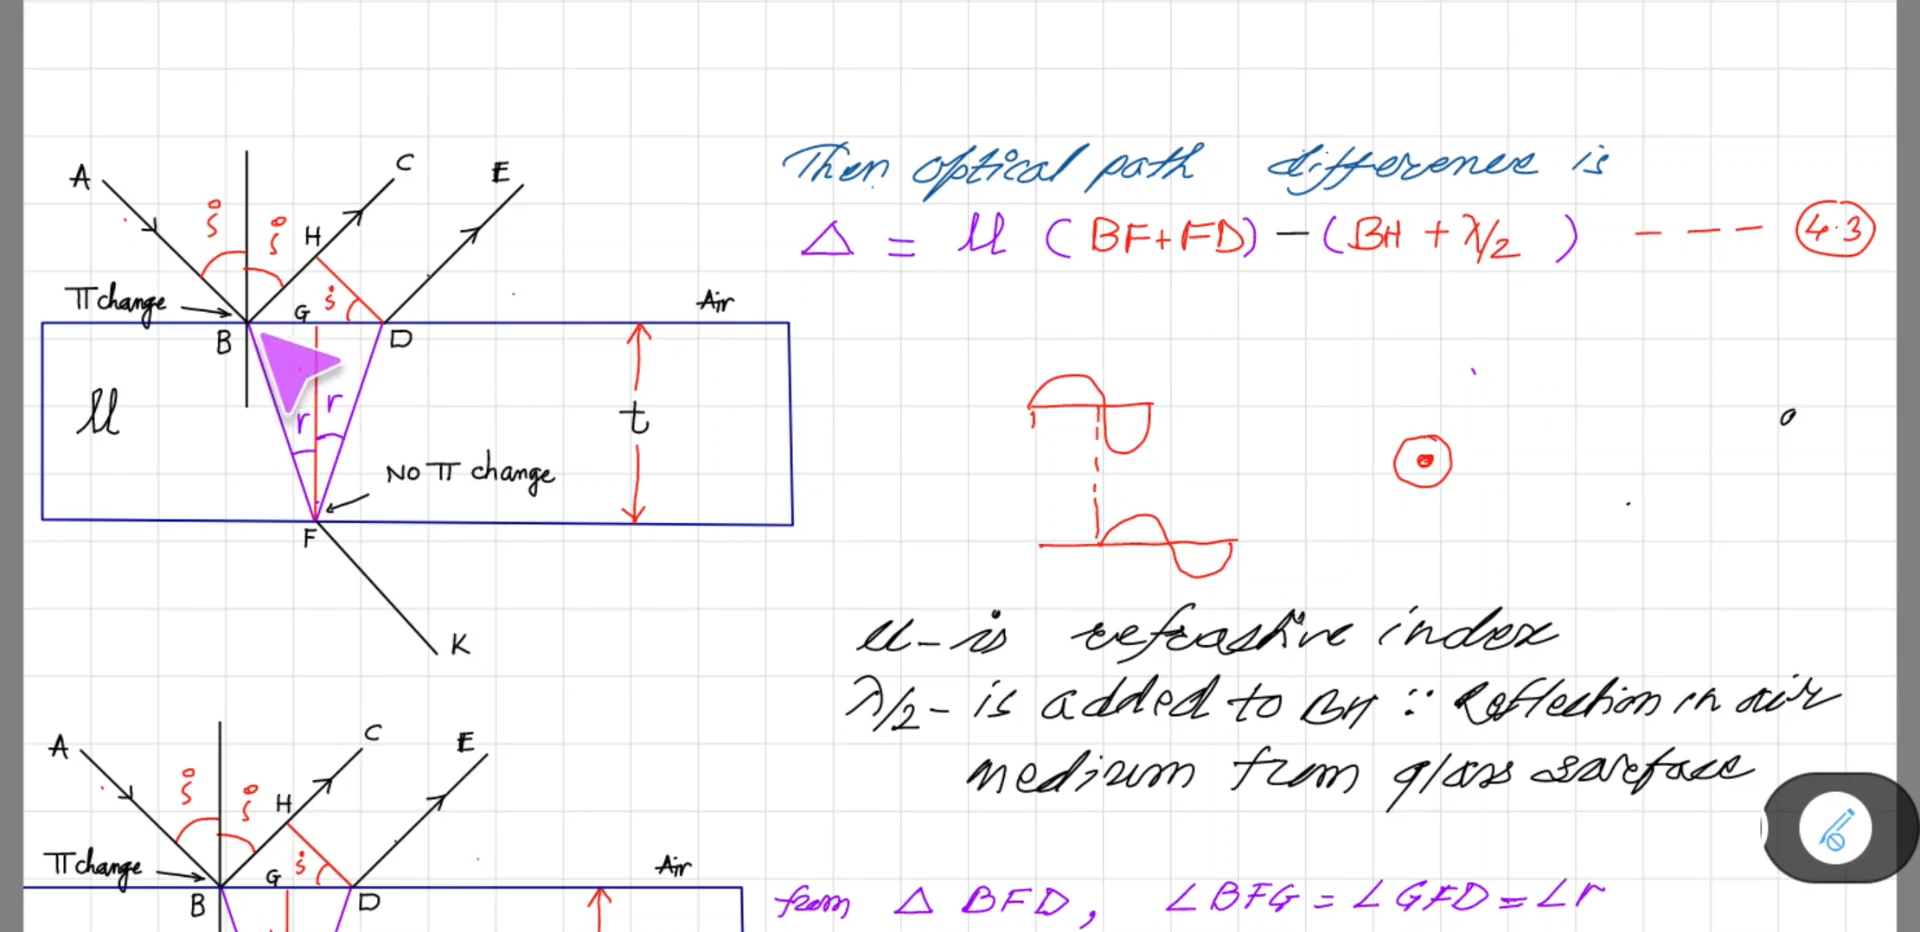 Then optical path difference is
Δ = μ (BF+FD) - (BH + λ/2) ---- 4.3
A
C
E
i
i
H
π change
G
i
Air
B
D
μ
r
r
t
NO π change
F
K
μ - is refractive index
λ/2 - is added to BH ∵ Reflection in air
medium from glass surface
A
C
E
i
i
H
π change
G
i
Air
B
D
from Δ BFD, ∠BFG = ∠GFD = ∠r